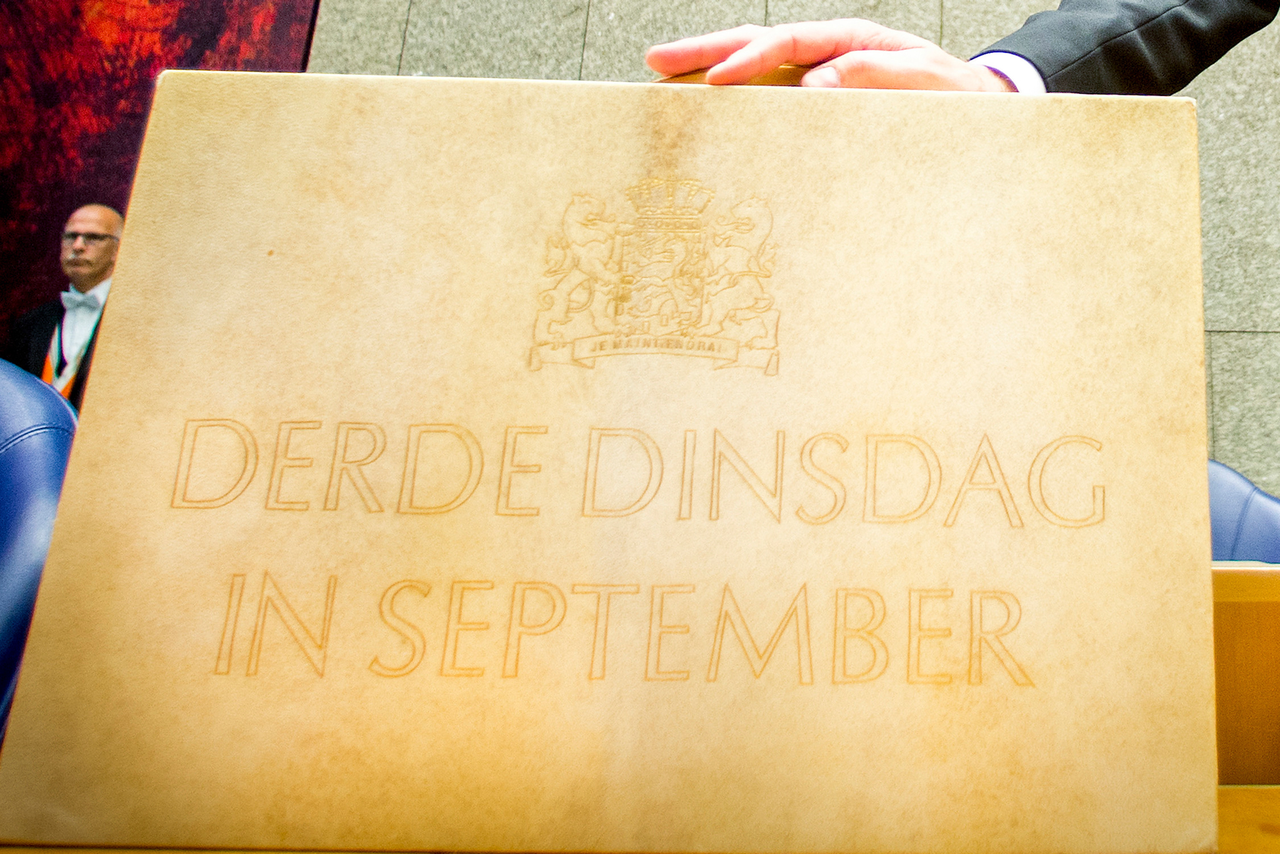 JE MAINTIENDRAI
DERDE DINSDAG
IN SEPTEMBER